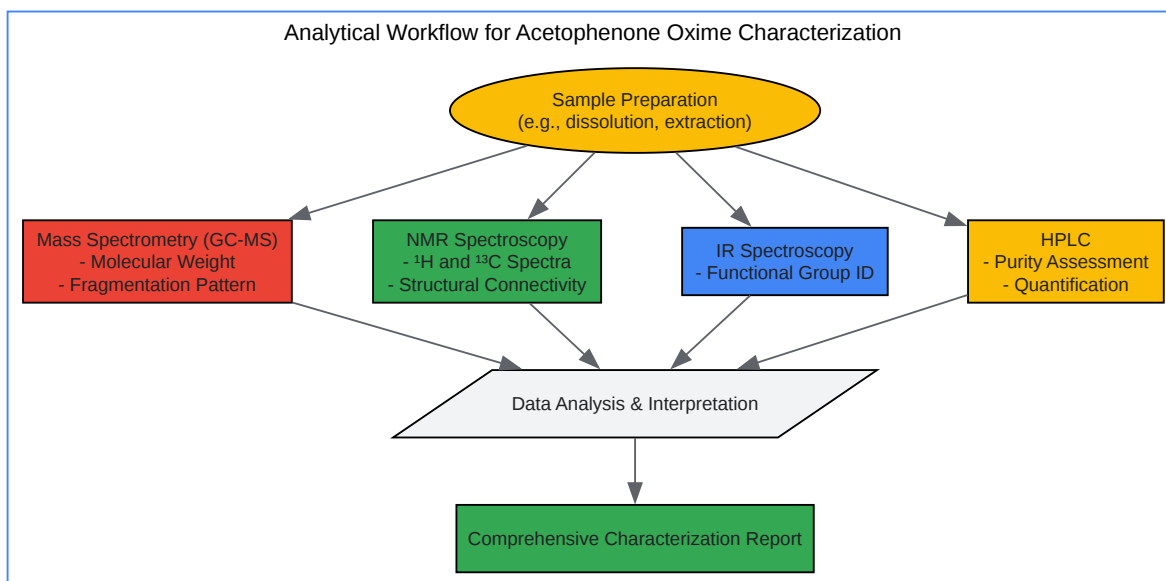 Analytical Workflow for Acetophenone Oxime Characterization
Sample Preparation
(e.g., dissolution, extraction)
Mass Spectrometry (GC-MS)
- Molecular Weight
- Fragmentation Pattern
NMR Spectroscopy
- ¹H and ¹³C Spectra
- Structural Connectivity
IR Spectroscopy
- Functional Group ID
HPLC
- Purity Assessment
- Quantification
Data Analysis & Interpretation
Comprehensive Characterization Report